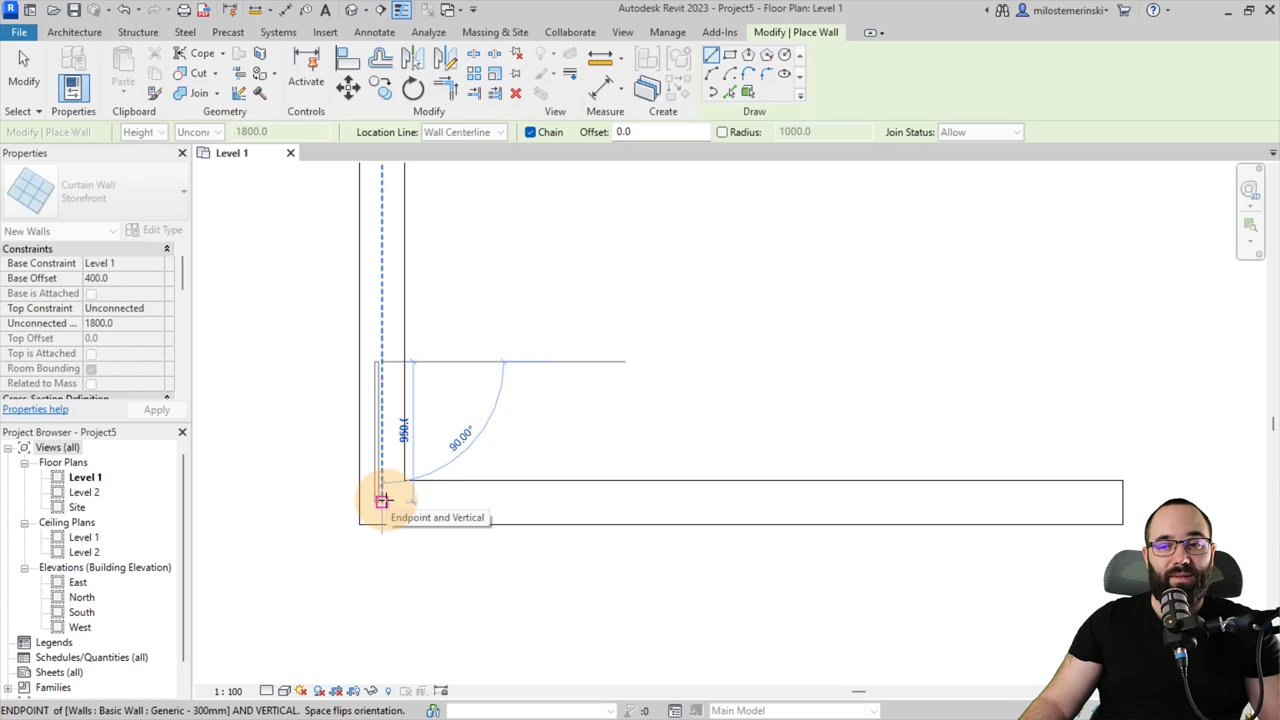 R
Autodesk Revit 2023 - Project5 - Floor Plan: Level 1
milostemerinski
File
Architecture
Structure
Steel
Precast
Systems
Insert
Annotate
Analyze
Massing & Site
Collaborate
View
Manage
Add-Ins
Modify | Place Wall
Modify
Properties
Paste
Cope
Cut
Join
Activate
Select
Properties
Clipboard
Geometry
Controls
Modify
View
Measure
Create
Draw
Modify | Place Wall
Height
Unconn
1800.0
Location Line:
Wall Centerline
Chain
Offset:
0.0
Radius:
1000.0
Join Status:
Allow
Properties
Level 1
Curtain Wall
Storefront
New Walls
Edit Type
Constraints
Base Constraint
Level 1
Base Offset
400.0
Base is Attached
Top Constraint
Unconnected
Unconnected ...
1800.0
Top Offset
0.0
Top is Attached
Room Bounding
Related to Mass
Properties help
Apply
Project Browser - Project5
Views (all)
Floor Plans
Level 1
Level 2
Site
Ceiling Plans
Level 1
Level 2
Elevations (Building Elevation)
East
North
South
West
Legends
Schedules/Quantities (all)
Sheets (all)
Families
90.00°
Endpoint and Vertical
1 : 100
ENDPOINT of [Walls : Basic Wall : Generic - 300mm] AND VERTICAL. Space flips orientation.
:0
Main Model